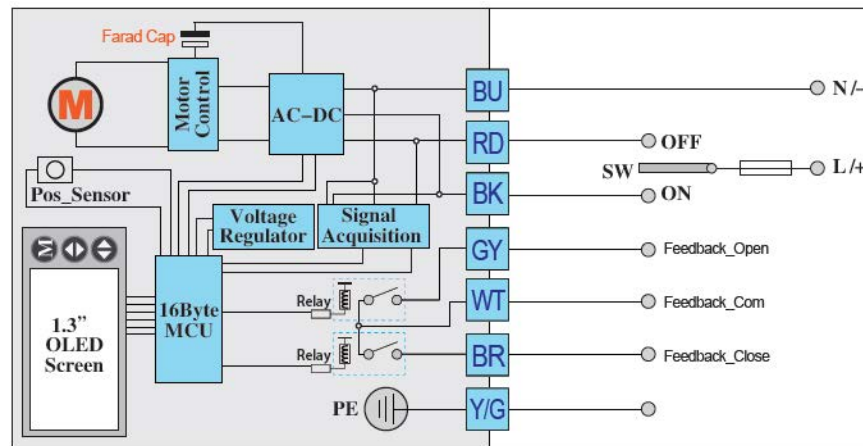 Farad Cap
M
Motor
Control
AC-DC
BU
N/-
RD
OFF
SW
L/+
BK
ON
Pos_Sensor
Voltage
Regulator
Signal
Acquisition
GY
Feedback_Open
M
1.3”
OLED
Screen
16Byte
MCU
Relay
WT
Feedback_Com
Relay
BR
Feedback_Close
PE
Y/G